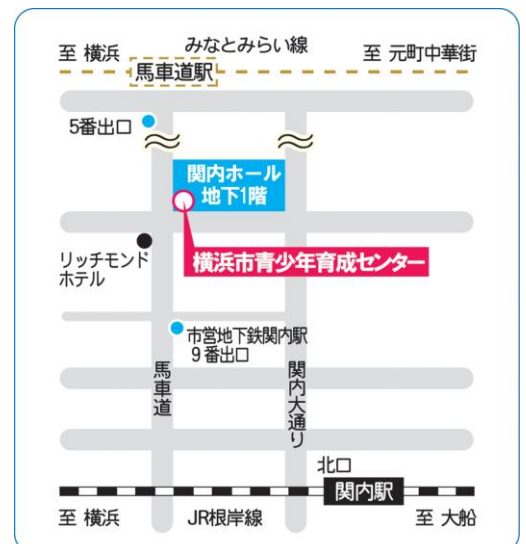 みなとみらい線
至 横浜
至 元町中華街
馬車道駅
5番出口
関内ホール
地下1階
リッチモンド
ホテル
横浜市青少年育成センター
市営地下鉄関内駅
9番出口
馬車道
関内大通り
北口
関内駅
至 横浜
JR根岸線
至 大船